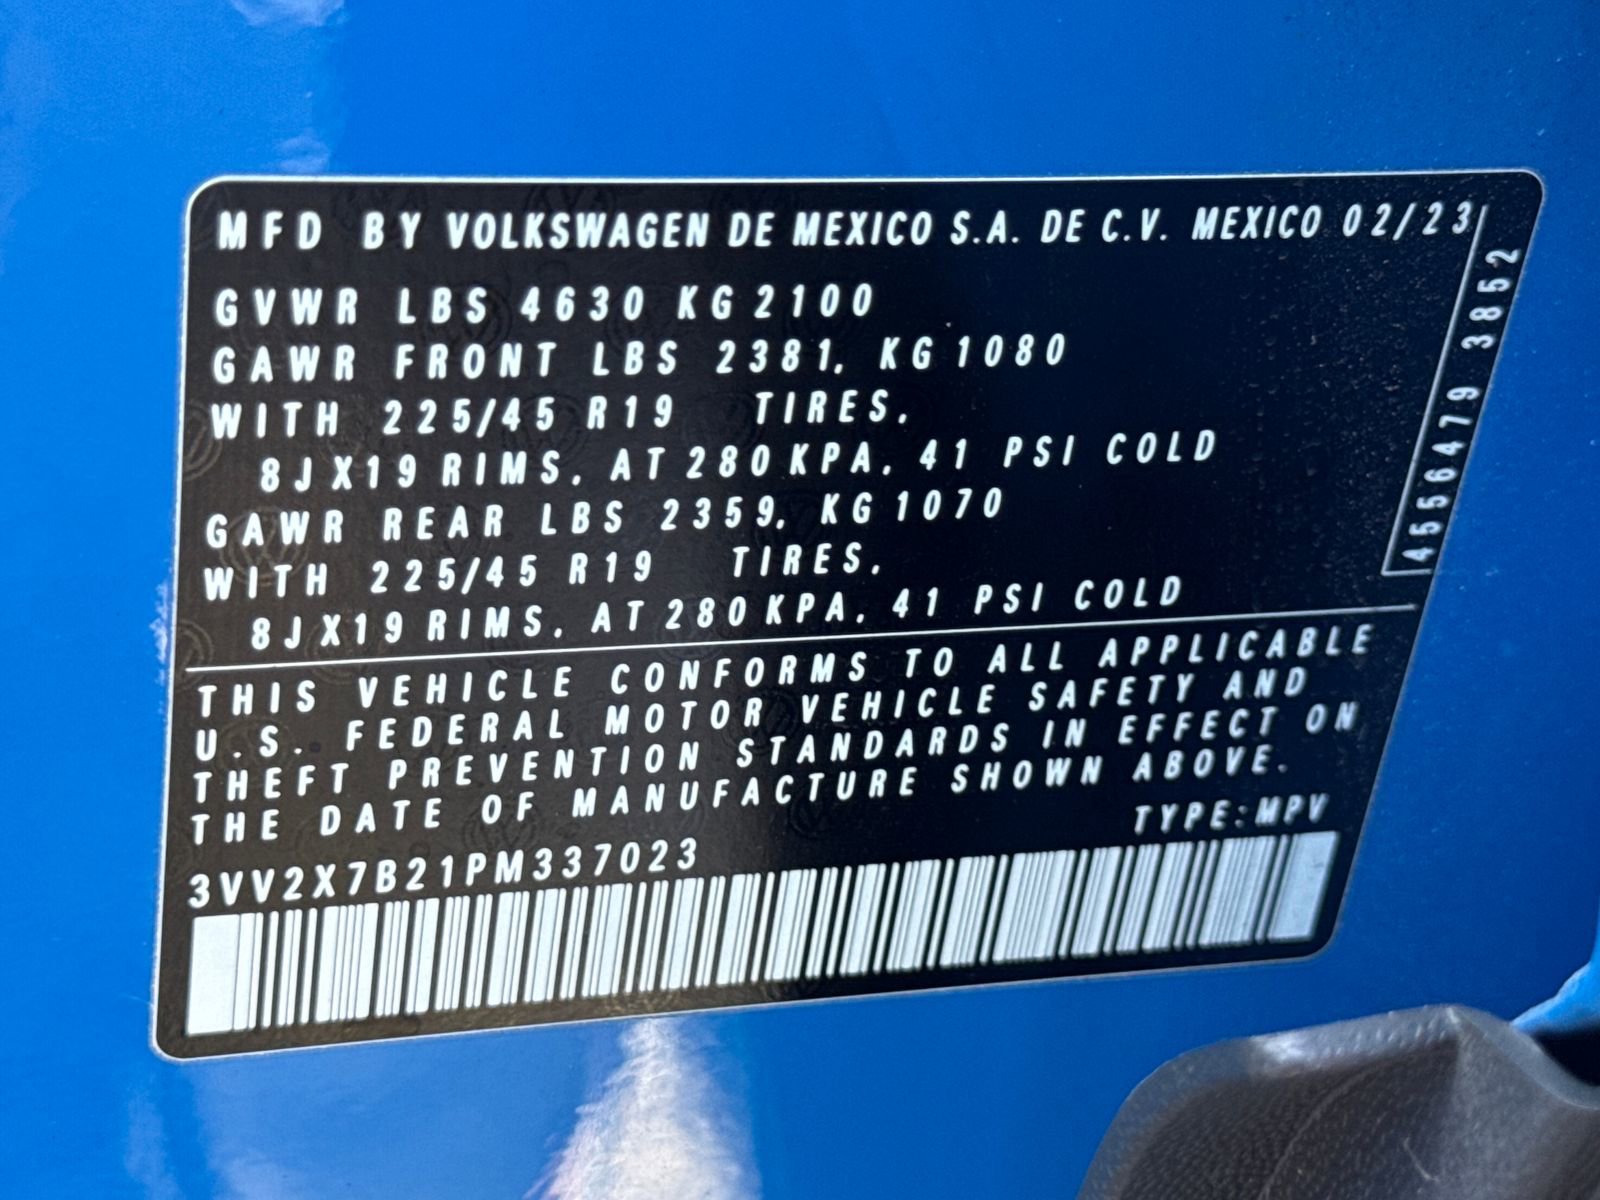 MFD BY VOLKSWAGEN DE MEXICO S.A. DE C.V. MEXICO 02/23
GVWR LBS 4630 KG 2100
GAWR FRONT LBS 2381, KG 1080
WITH 225/45 R19 TIRES,
8JX19 RIMS, AT 280 KPA, 41 PSI COLD
GAWR REAR LBS 2359, KG 1070
WITH 225/45 R19 TIRES,
8JX19 RIMS, AT 280 KPA, 41 PSI COLD
4556479 3852
THIS VEHICLE CONFORMS TO ALL APPLICABLE
U.S. FEDERAL MOTOR VEHICLE SAFETY AND
THEFT PREVENTION STANDARDS IN EFFECT ON
THE DATE OF MANUFACTURE SHOWN ABOVE.
3VV2X7B21PM337023 TYPE:MPV